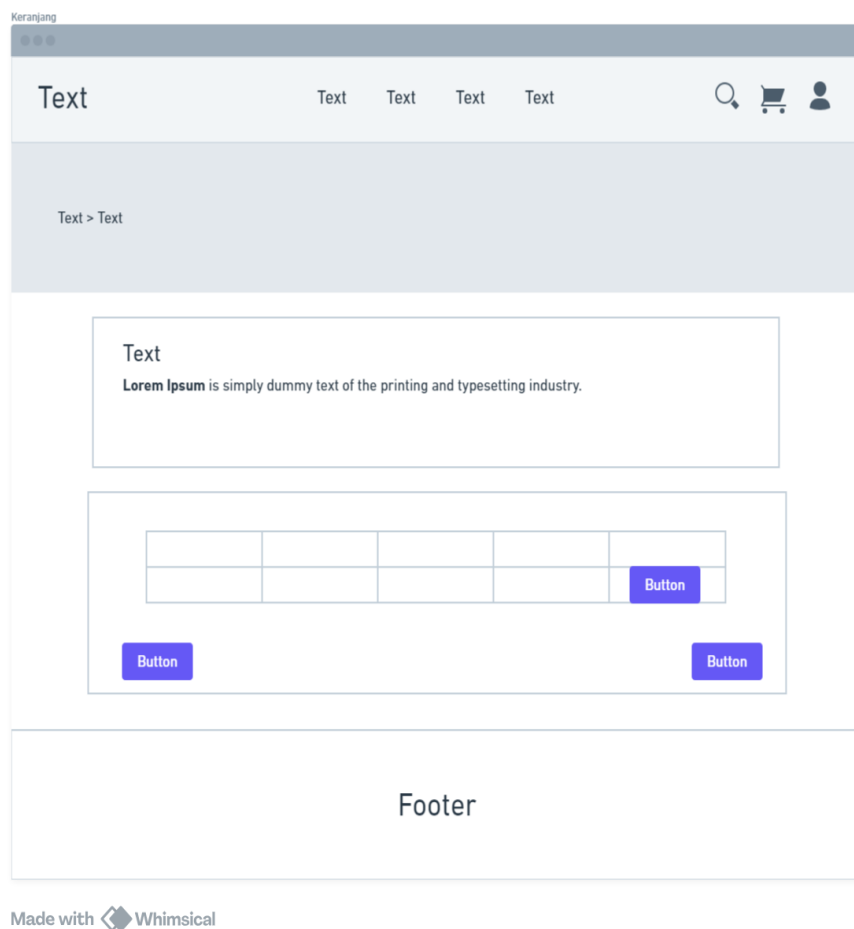 Keranjang
Text
Text Text Text Text
Text > Text
Text
Lorem Ipsum is simply dummy text of the printing and typesetting industry.
Button
Button
Button
Footer
Made with Whimsical